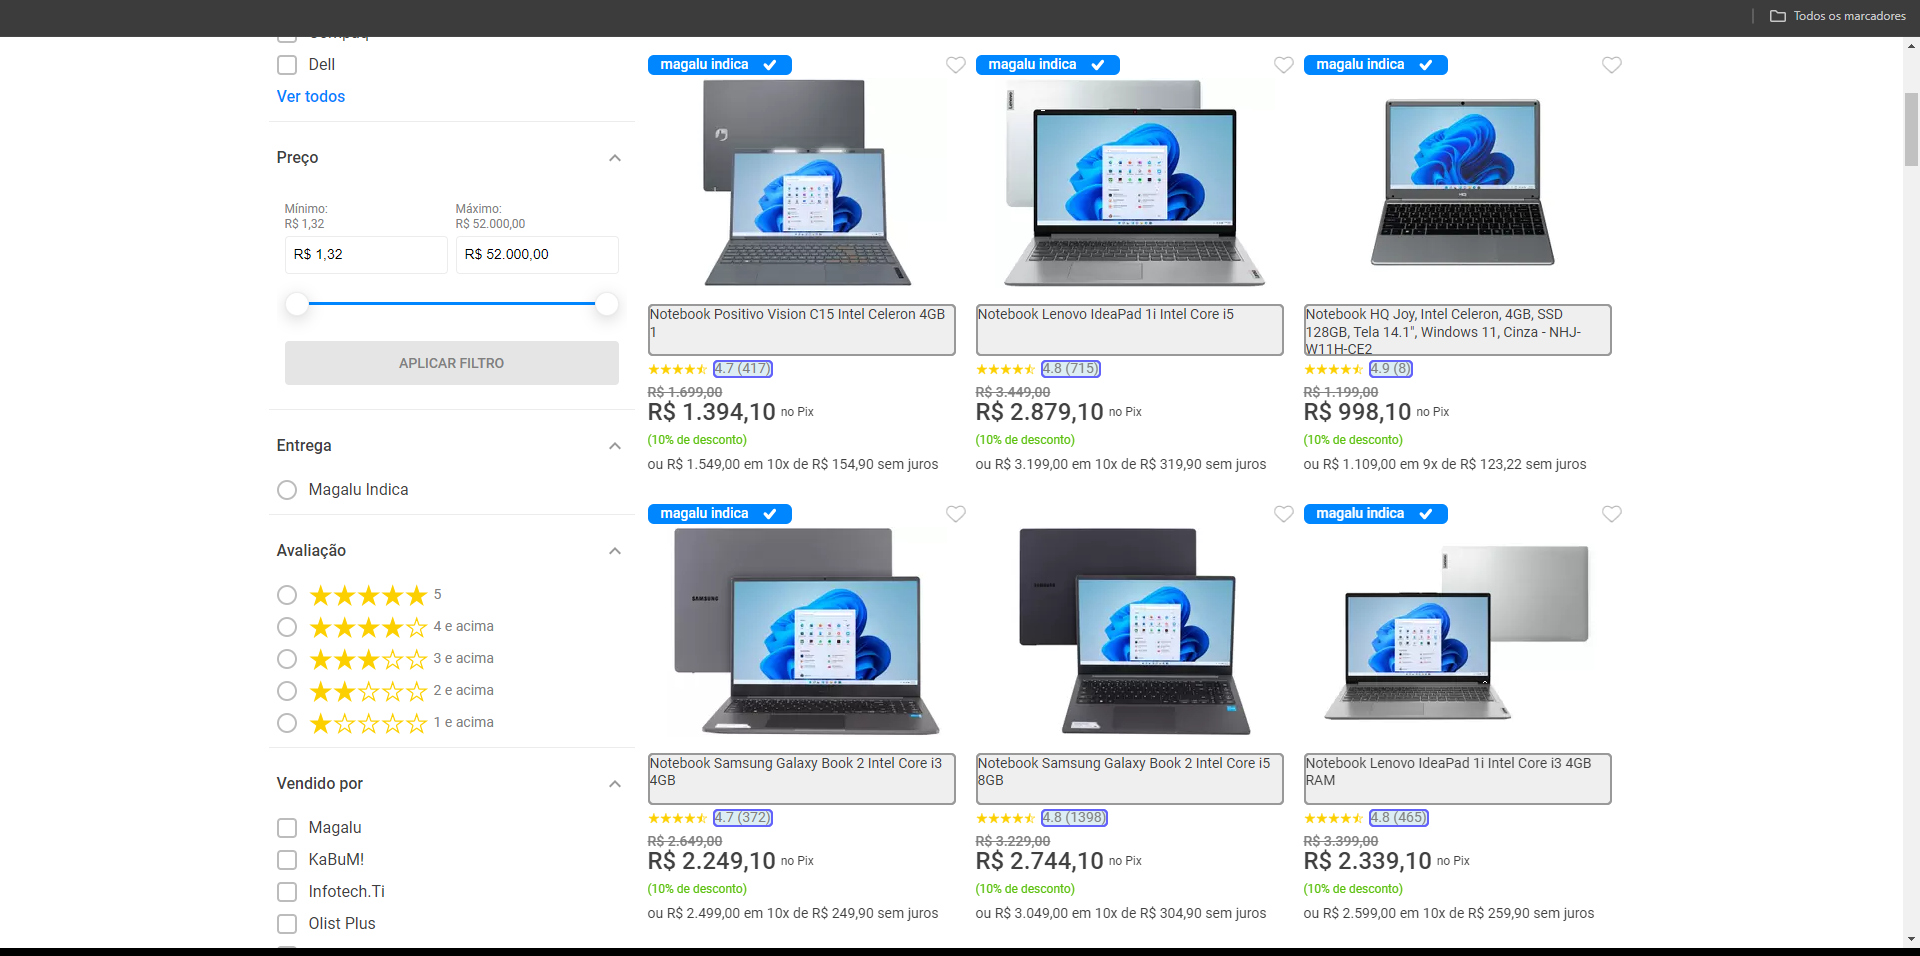 Todos os marcadores
Compaq
Dell
Ver todos
Preço
Mínimo:
R$ 1,32
Máximo:
R$ 52.000,00
R$ 1,32
R$ 52.000,00
APLICAR FILTRO
Entrega
Magalu Indica
Avaliação
5
4 e acima
3 e acima
2 e acima
1 e acima
Vendido por
Magalu
KaBuM!
Infotech.Ti
Olist Plus
magalu indica
Notebook Positivo Vision C15 Intel Celeron 4GB
1
4.7 (417)
R$ 1.699,00
R$ 1.394,10 no Pix
(10% de desconto)
ou R$ 1.549,00 em 10x de R$ 154,90 sem juros
magalu indica
Lenovo
Lenovo
Notebook Lenovo IdeaPad 1i Intel Core i5
4.8 (715)
R$ 3.449,00
R$ 2.879,10 no Pix
(10% de desconto)
ou R$ 3.199,00 em 10x de R$ 319,90 sem juros
magalu indica
HQ
Notebook HQ Joy, Intel Celeron, 4GB, SSD
128GB, Tela 14.1", Windows 11, Cinza - NHJ-
W11H-CE2
4.9 (8)
R$ 1.199,00
R$ 998,10 no Pix
(10% de desconto)
ou R$ 1.109,00 em 9x de R$ 123,22 sem juros
magalu indica
SAMSUNG
Notebook Samsung Galaxy Book 2 Intel Core i3
4GB
4.7 (372)
R$ 2.649,00
R$ 2.249,10 no Pix
(10% de desconto)
ou R$ 2.499,00 em 10x de R$ 249,90 sem juros
SAMSUNG
Notebook Samsung Galaxy Book 2 Intel Core i5
8GB
4.8 (1398)
R$ 3.229,00
R$ 2.744,10 no Pix
(10% de desconto)
ou R$ 3.049,00 em 10x de R$ 304,90 sem juros
magalu indica
Notebook Lenovo IdeaPad 1i Intel Core i3 4GB
RAM
4.8 (465)
R$ 3.399,00
R$ 2.339,10 no Pix
(10% de desconto)
ou R$ 2.599,00 em 10x de R$ 259,90 sem juros